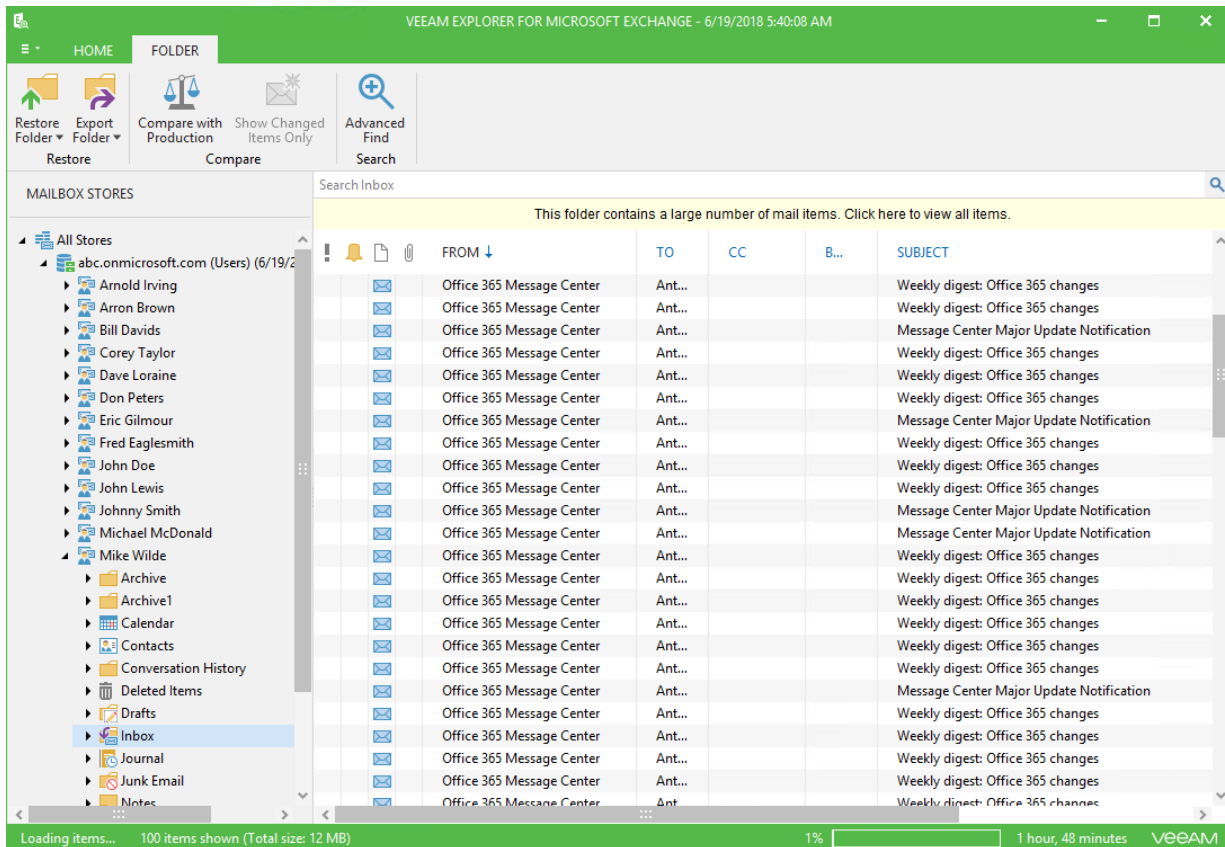 VEEAM EXPLORER FOR MICROSOFT EXCHANGE - 6/19/2018 5:40:08 AM
HOME FOLDER
Restore Folder Export Folder Compare with Production Show Changed Items Only Advanced Find
Restore Compare Search
MAILBOX STORES
All Stores
abc.onmicrosoft.com (Users) (6/19/2
Arnold Irving
Arron Brown
Bill Davids
Corey Taylor
Dave Loraine
Don Peters
Eric Gilmour
Fred Eaglesmith
John Doe
John Lewis
Johnny Smith
Michael McDonald
Mike Wilde
Archive
Archive1
Calendar
Contacts
Conversation History
Deleted Items
Drafts
Inbox
Journal
Junk Email
Notes
Search Inbox
This folder contains a large number of mail items. Click here to view all items.
FROM TO CC B... SUBJECT
Office 365 Message Center Ant... Weekly digest: Office 365 changes
Office 365 Message Center Ant... Weekly digest: Office 365 changes
Office 365 Message Center Ant... Message Center Major Update Notification
Office 365 Message Center Ant... Weekly digest: Office 365 changes
Office 365 Message Center Ant... Weekly digest: Office 365 changes
Office 365 Message Center Ant... Weekly digest: Office 365 changes
Office 365 Message Center Ant... Message Center Major Update Notification
Office 365 Message Center Ant... Weekly digest: Office 365 changes
Office 365 Message Center Ant... Weekly digest: Office 365 changes
Office 365 Message Center Ant... Weekly digest: Office 365 changes
Office 365 Message Center Ant... Message Center Major Update Notification
Office 365 Message Center Ant... Message Center Major Update Notification
Office 365 Message Center Ant... Weekly digest: Office 365 changes
Office 365 Message Center Ant... Weekly digest: Office 365 changes
Office 365 Message Center Ant... Weekly digest: Office 365 changes
Office 365 Message Center Ant... Weekly digest: Office 365 changes
Office 365 Message Center Ant... Weekly digest: Office 365 changes
Office 365 Message Center Ant... Weekly digest: Office 365 changes
Office 365 Message Center Ant... Message Center Major Update Notification
Office 365 Message Center Ant... Weekly digest: Office 365 changes
Office 365 Message Center Ant... Weekly digest: Office 365 changes
Office 365 Message Center Ant... Weekly digest: Office 365 changes
Office 365 Message Center Ant... Weekly digest: Office 365 changes
Office 365 Message Center Ant Weekly digest: Office 365 changes
Loading items... 100 items shown (Total size: 12 MB) 1% 1 hour, 48 minutes VEEAM